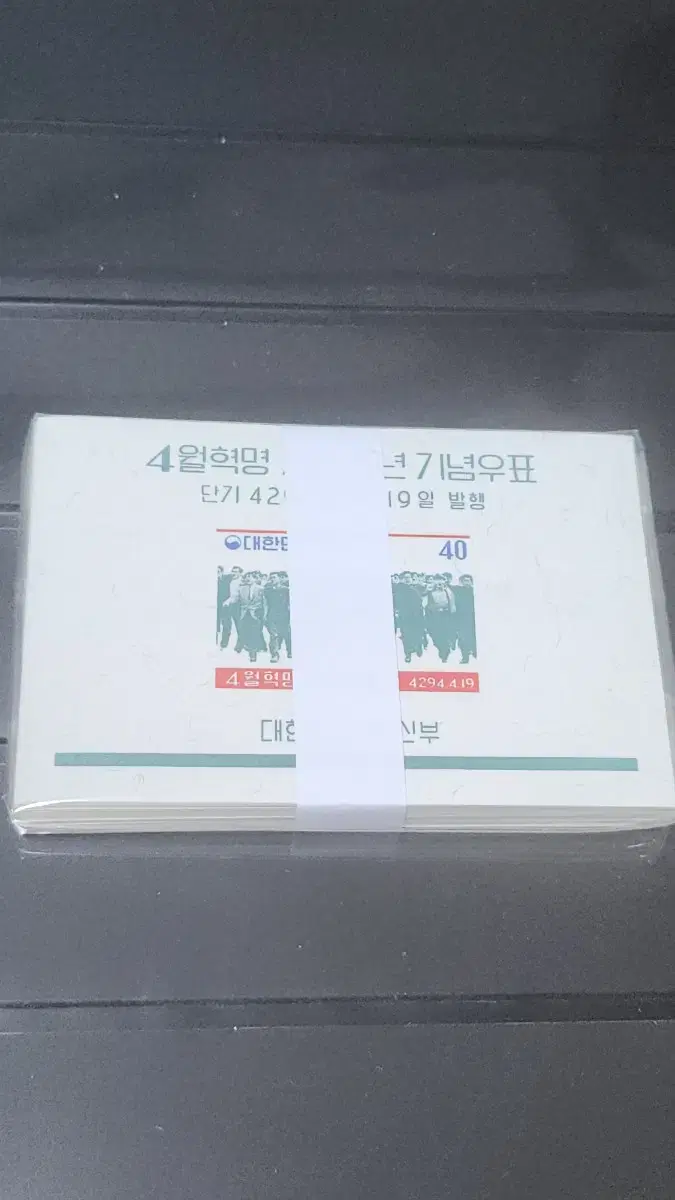 4월혁명 년 기념우표
단기 42 19일 발행
대한 40
4월혁명 4294.4.19
대한 신부